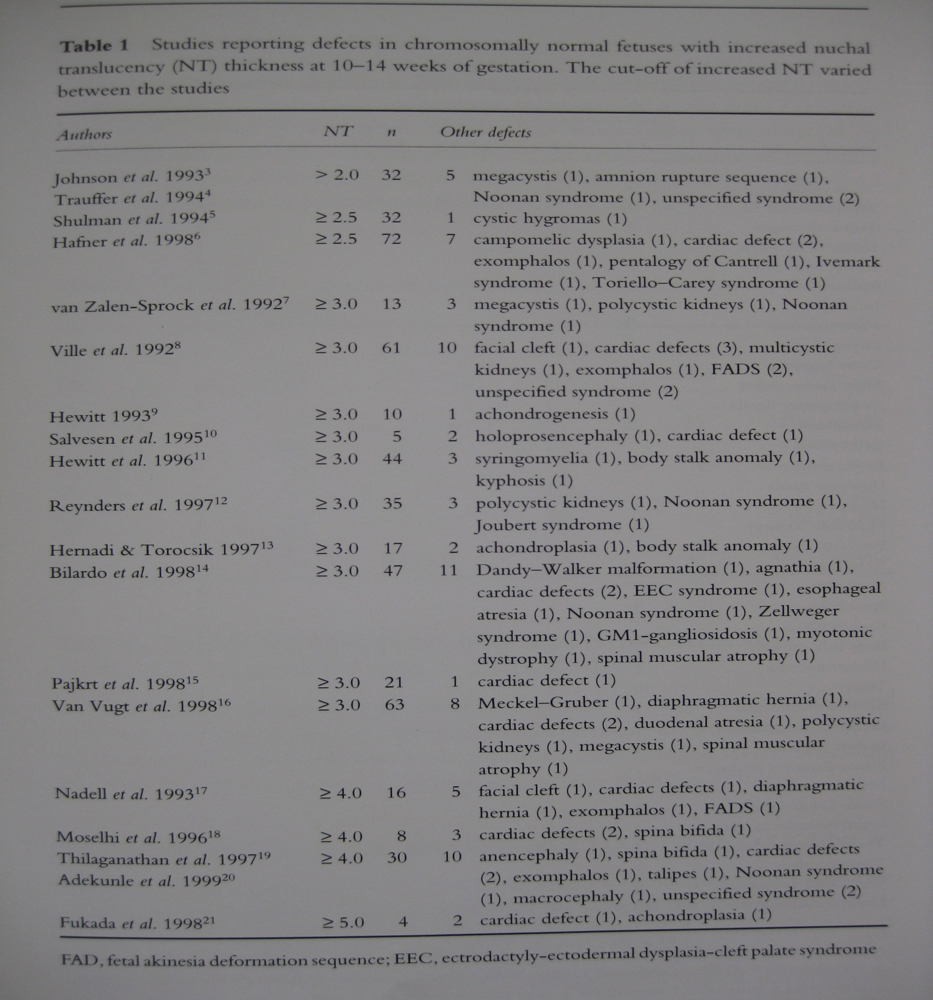 Table 1 Studies reporting defects in chromosomally normal fetuses with increased nuchal
translucency (NT) thickness at 10–14 weeks of gestation. The cut-off of increased NT varied
between the studies
Authors NT n Other defects
Johnson et al. 1993³ > 2.0 32 5 megacystis (1), amnion rupture sequence (1),
Trauffer et al. 1994⁴ Noonan syndrome (1), unspecified syndrome (2)
Shulman et al. 1994⁵ ≥ 2.5 32 1 cystic hygromas (1)
Hafner et al. 1998⁶ ≥ 2.5 72 7 campomelic dysplasia (1), cardiac defect (2),
exomphalos (1), pentalogy of Cantrell (1), Ivemark
syndrome (1), Toriello–Carey syndrome (1)
van Zalen-Sprock et al. 1992⁷ ≥ 3.0 13 3 megacystis (1), polycystic kidneys (1), Noonan
syndrome (1)
Ville et al. 1992⁸ ≥ 3.0 61 10 facial cleft (1), cardiac defects (3), multicystic
kidneys (1), exomphalos (1), FADS (2),
unspecified syndrome (2)
Hewitt 1993⁹ ≥ 3.0 10 1 achondrogenesis (1)
Salvesen et al. 1995¹⁰ ≥ 3.0 5 2 holoprosencephaly (1), cardiac defect (1)
Hewitt et al. 1996¹¹ ≥ 3.0 44 3 syringomyelia (1), body stalk anomaly (1),
kyphosis (1)
Reynders et al. 1997¹² ≥ 3.0 35 3 polycystic kidneys (1), Noonan syndrome (1),
Joubert syndrome (1)
Hernadi & Torocsik 1997¹³ ≥ 3.0 17 2 achondroplasia (1), body stalk anomaly (1)
Bilardo et al. 1998¹⁴ ≥ 3.0 47 11 Dandy–Walker malformation (1), agnathia (1),
cardiac defects (2), EEC syndrome (1), esophageal
atresia (1), Noonan syndrome (1), Zellweger
syndrome (1), GM1-gangliosidosis (1), myotonic
dystrophy (1), spinal muscular atrophy (1)
Pajkrt et al. 1998¹⁵ ≥ 3.0 21 1 cardiac defect (1)
Van Vugt et al. 1998¹⁶ ≥ 3.0 63 8 Meckel–Gruber (1), diaphragmatic hernia (1),
cardiac defects (2), duodenal atresia (1), polycystic
kidneys (1), megacystis (1), spinal muscular
atrophy (1)
Nadell et al. 1993¹⁷ ≥ 4.0 16 5 facial cleft (1), cardiac defects (1), diaphragmatic
hernia (1), exomphalos (1), FADS (1)
Moselhi et al. 1996¹⁸ ≥ 4.0 8 3 cardiac defects (2), spina bifida (1)
Thilaganathan et al. 1997¹⁹ ≥ 4.0 30 10 anencephaly (1), spina bifida (1), cardiac defects
Adekunle et al. 1999²⁰ (2), exomphalos (1), talipes (1), Noonan syndrome
(1), macrocephaly (1), unspecified syndrome (2)
Fukada et al. 1998²¹ ≥ 5.0 4 2 cardiac defect (1), achondroplasia (1)
FAD, fetal akinesia deformation sequence; EEC, ectrodactyly-ectodermal dysplasia-cleft palate syndrome